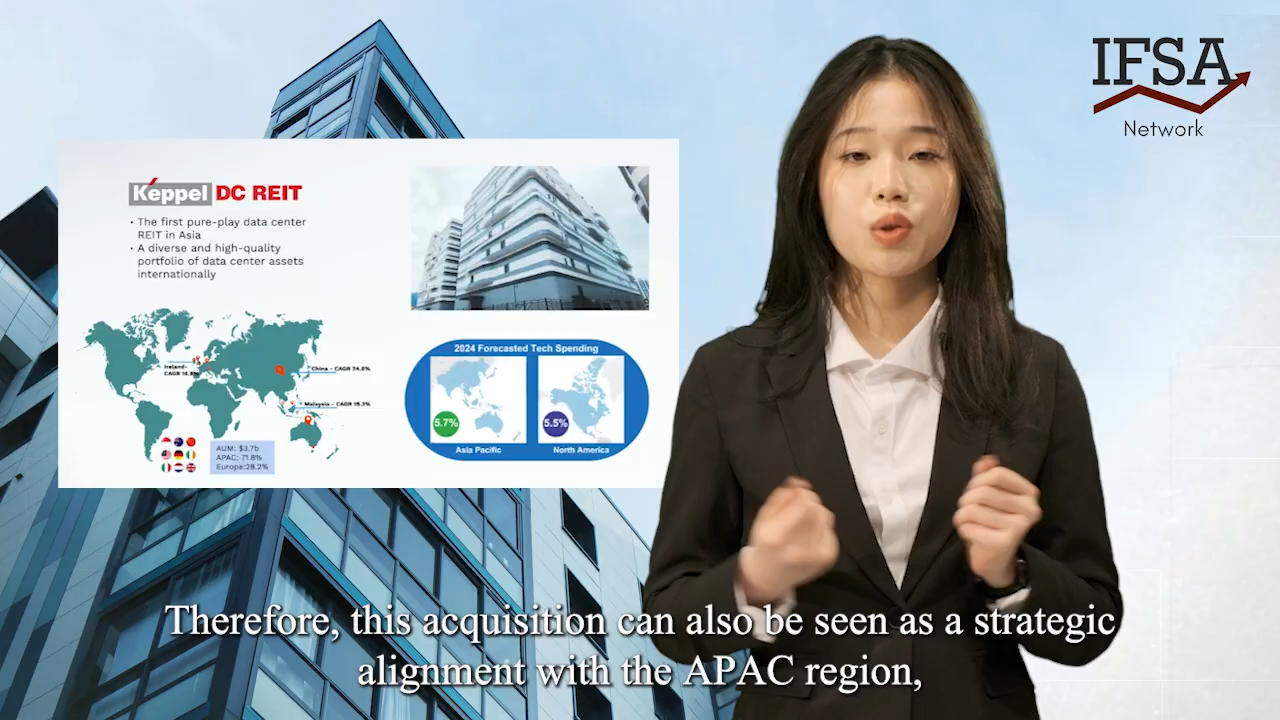 IFSA
Network
Keppel DC REIT
• The first pure-play data center
REIT in Asia
• A diverse and high-quality
portfolio of data center assets
internationally
Ireland-
China - CAGR 24.0%
Malaysia - CAGR 15.3%
AUM: $3.7b
APAC: 71.8%
Europe:28.2%
2024 Forecasted Tech Spending
5.7%
5.5%
Asia Pacific
North America
Therefore, this acquisition can also be seen as a strategic
alignment with the APAC region,